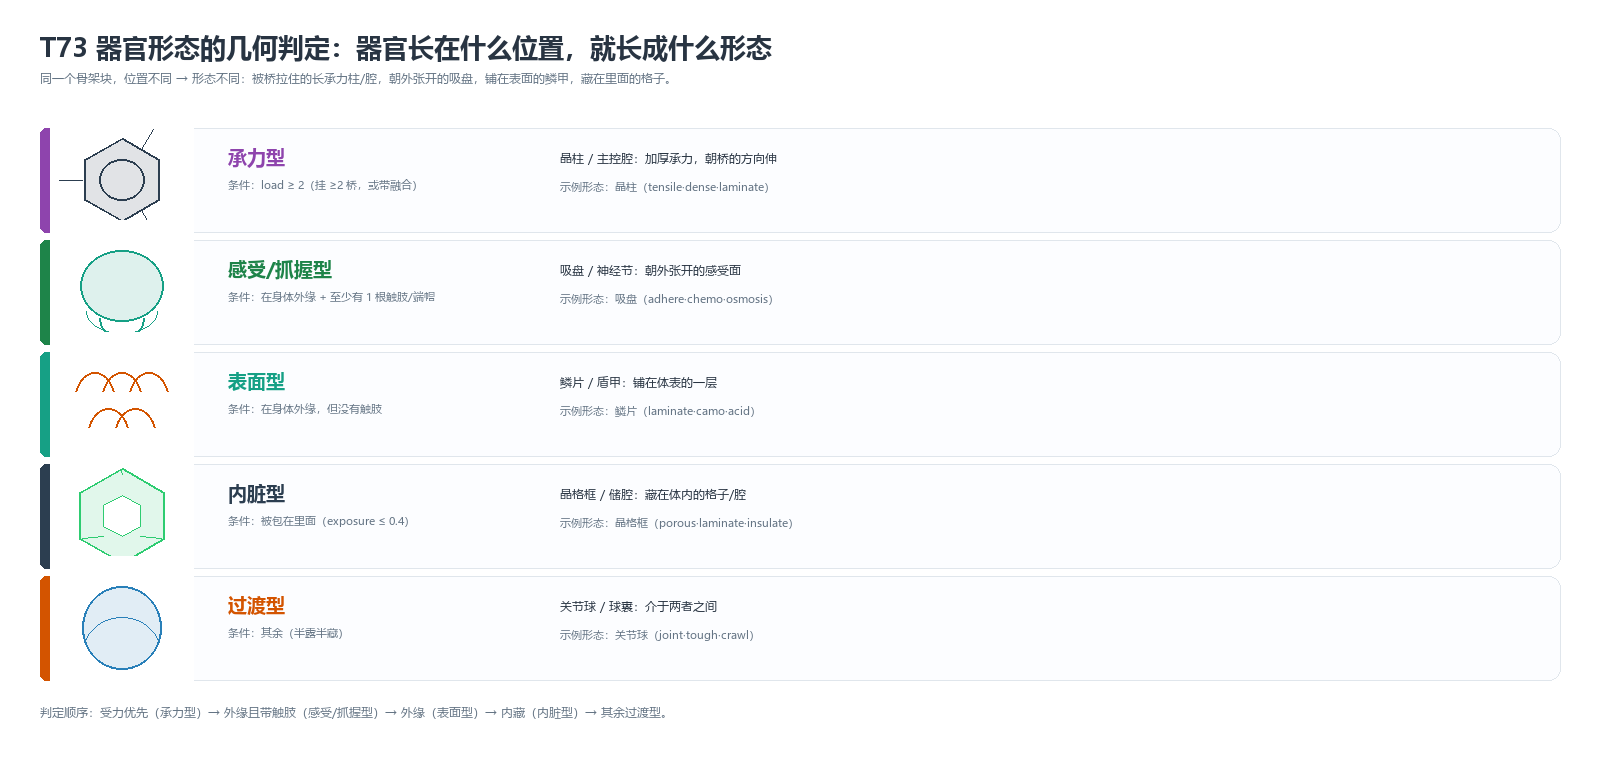 T73 器官形态的几何判定：器官长在什么位置，就长成什么形态
同一个骨架块，位置不同 → 形态不同：被桥拉住的长承力柱/腔，朝外张开的吸盘，铺在表面的鳞甲，藏在里面的格子。
承力型
晶柱 / 主控腔：加厚承力，朝桥的方向伸
条件：load ≥ 2（挂 ≥2 桥，或带融合）
示例形态：晶柱（tensile·dense·laminate）
感受/抓握型
吸盘 / 神经节：朝外张开的感受面
条件：在身体外缘 + 至少有 1 根触肢/端帽
示例形态：吸盘（adhere·chemo·osmosis）
表面型
鳞片 / 盾甲：铺在体表的一层
条件：在身体外缘，但没有触肢
示例形态：鳞片（laminate·camo·acid）
内脏型
晶格框 / 储腔：藏在体内的格子/腔
条件：被包在里面（exposure ≤ 0.4）
示例形态：晶格框（porous·laminate·insulate）
过渡型
关节球 / 球囊：介于两者之间
条件：其余（半露半藏）
示例形态：关节球（joint·tough·crawl）
判定顺序：受力优先（承力型）→ 外缘且带触肢（感受/抓握型）→ 外缘（表面型）→ 内藏（内脏型）→ 其余过渡型。